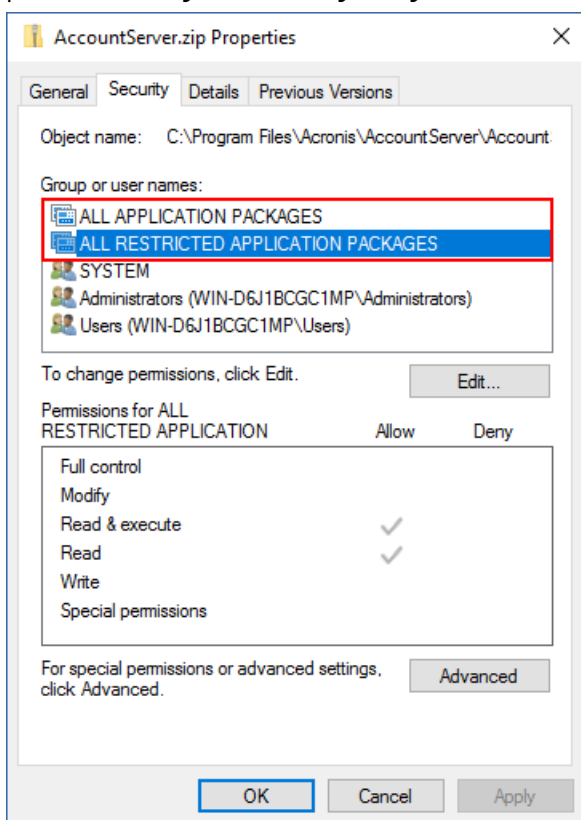 AccountServer.zip Properties
General Security Details Previous Versions
Object name: C:\Program Files\Acronis\AccountServer\Account
Group or user names:
ALL APPLICATION PACKAGES
ALL RESTRICTED APPLICATION PACKAGES
SYSTEM
Administrators (WIN-D6J1BCGC1MP\Administrators)
Users (WIN-D6J1BCGC1MP\Users)
To change permissions, click Edit.
Edit...
Permissions for ALL
RESTRICTED APPLICATION Allow Deny
Full control
Modify
Read & execute
Read
Write
Special permissions
For special permissions or advanced settings,
click Advanced.
Advanced
OK Cancel Apply